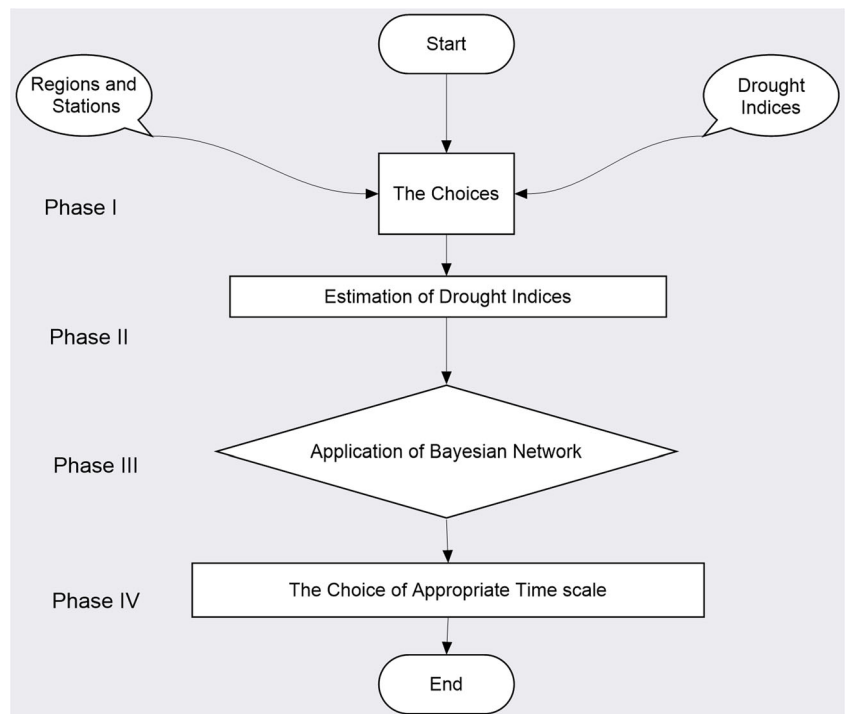 Start
Regions and
Stations
Drought
Indices
The Choices
Phase I
Estimation of Drought Indices
Phase II
Application of Bayesian Network
Phase III
The Choice of Appropriate Time scale
Phase IV
End